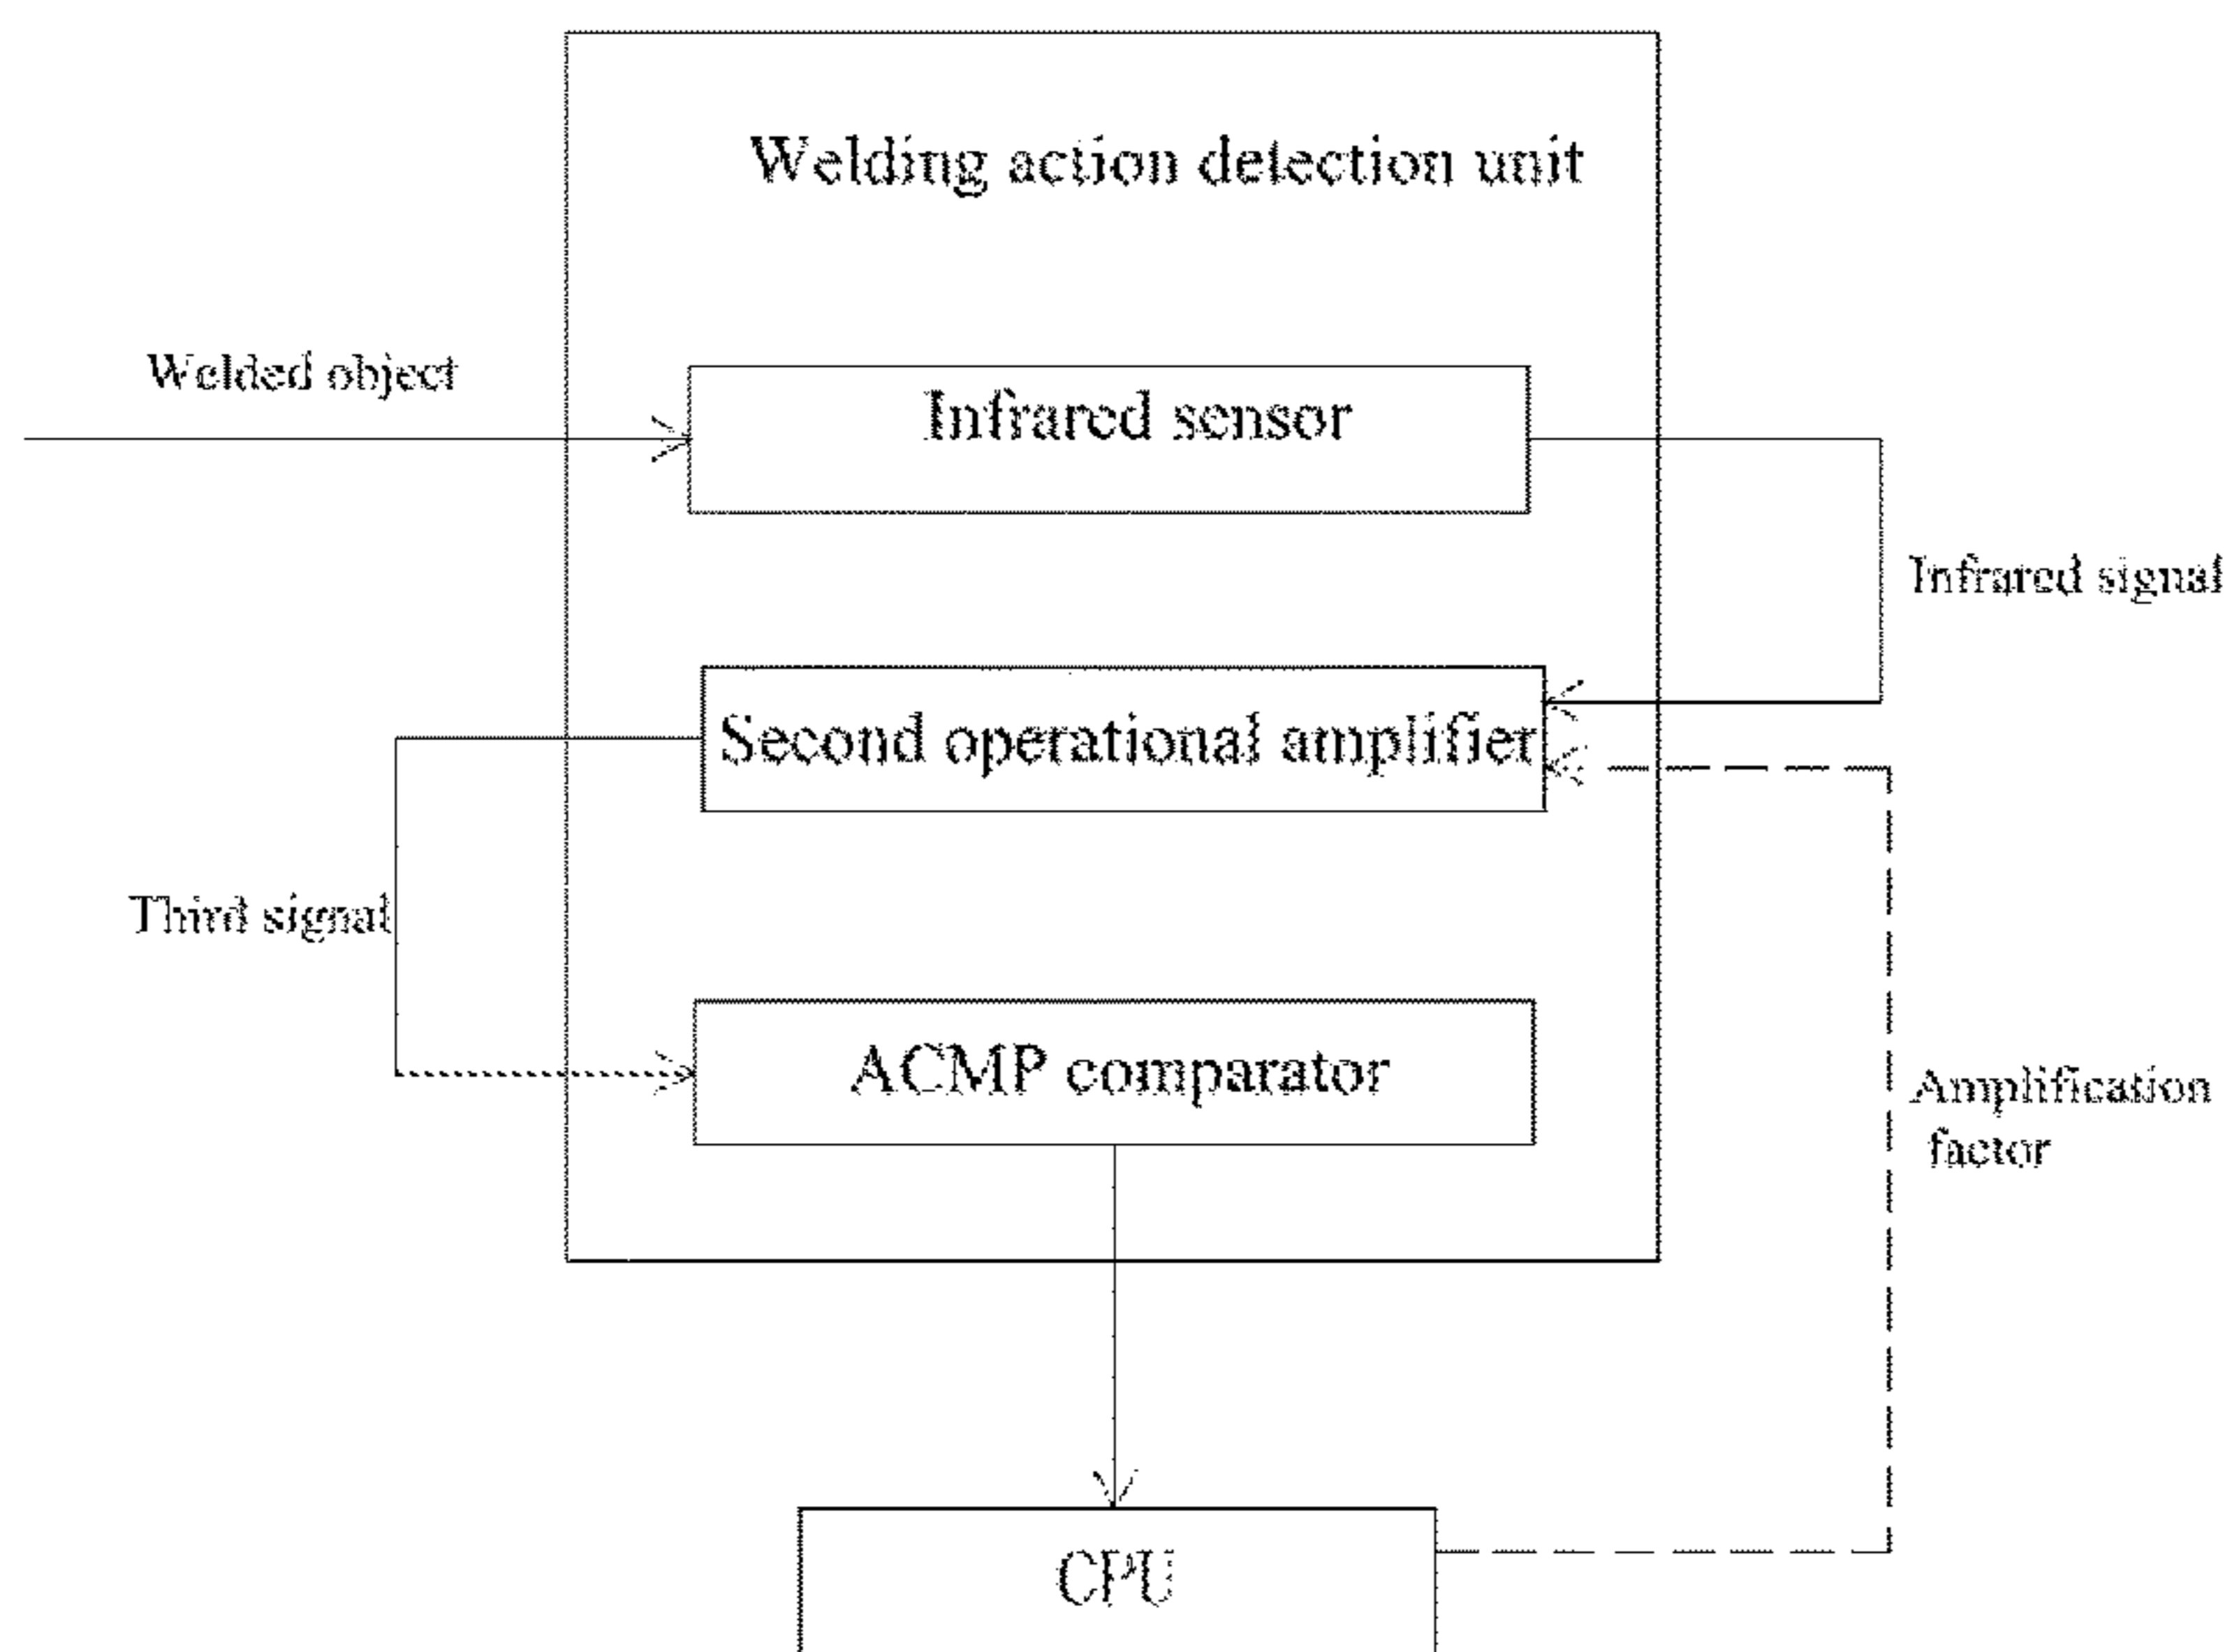 Welding action detection unit
Welded object
Infrared sensor
Infrared signal
Second operational amplifier
Third signal
ACMP comparator
Amplification
factor
CPU